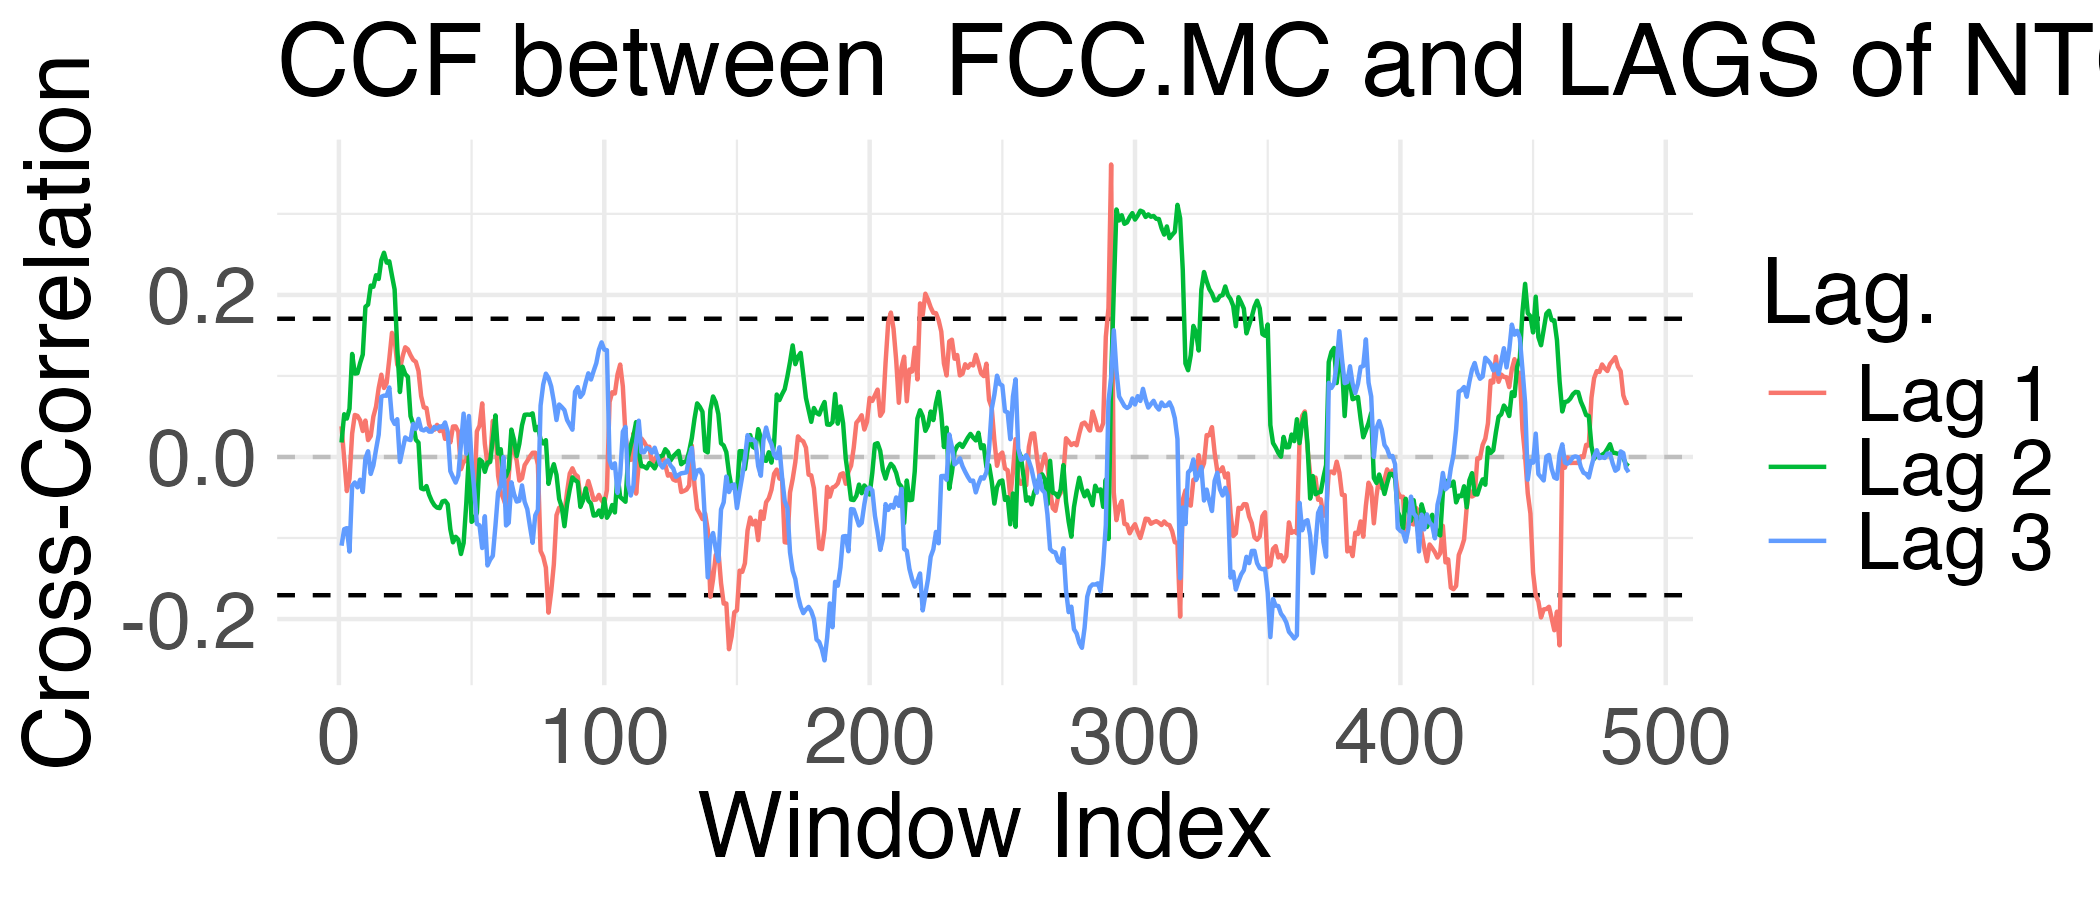 CCF between FCC.MC and LAGS of
Cross-Correlation
0.2
0.0
-0.2
0 100 200 300 400 500
Window Index
Lag.
Lag 1
Lag 2
Lag 3